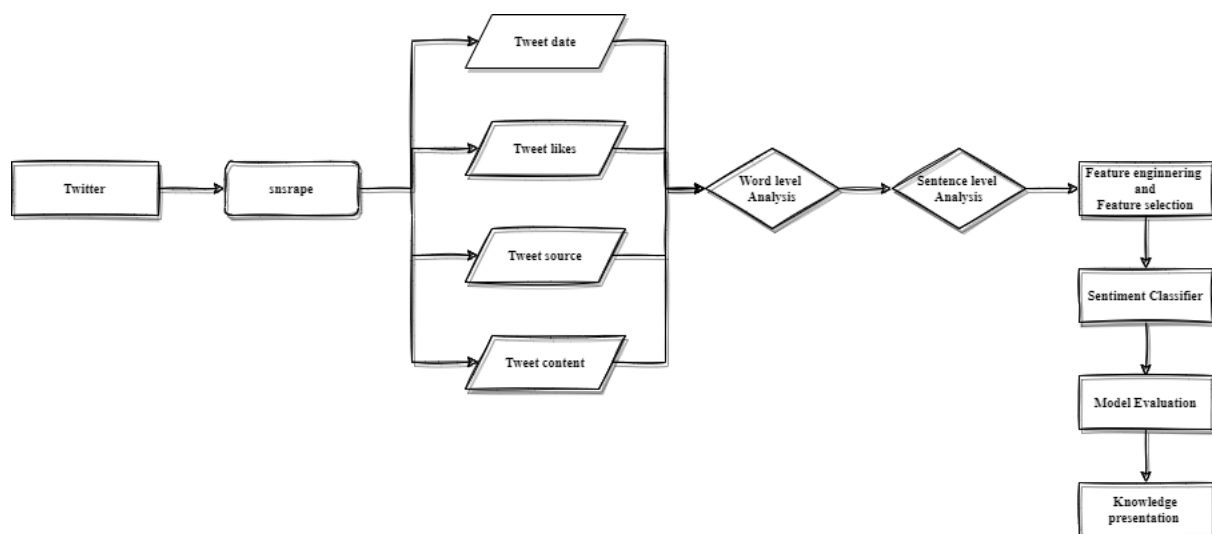 Twitter
snsrape
Tweet date
Tweet likes
Tweet source
Tweet content
Word level
Analysis
Sentence level
Analysis
Feature enginnering
and
Feature selection
Sentiment Classifier
Model Evaluation
Knowledge
presentation